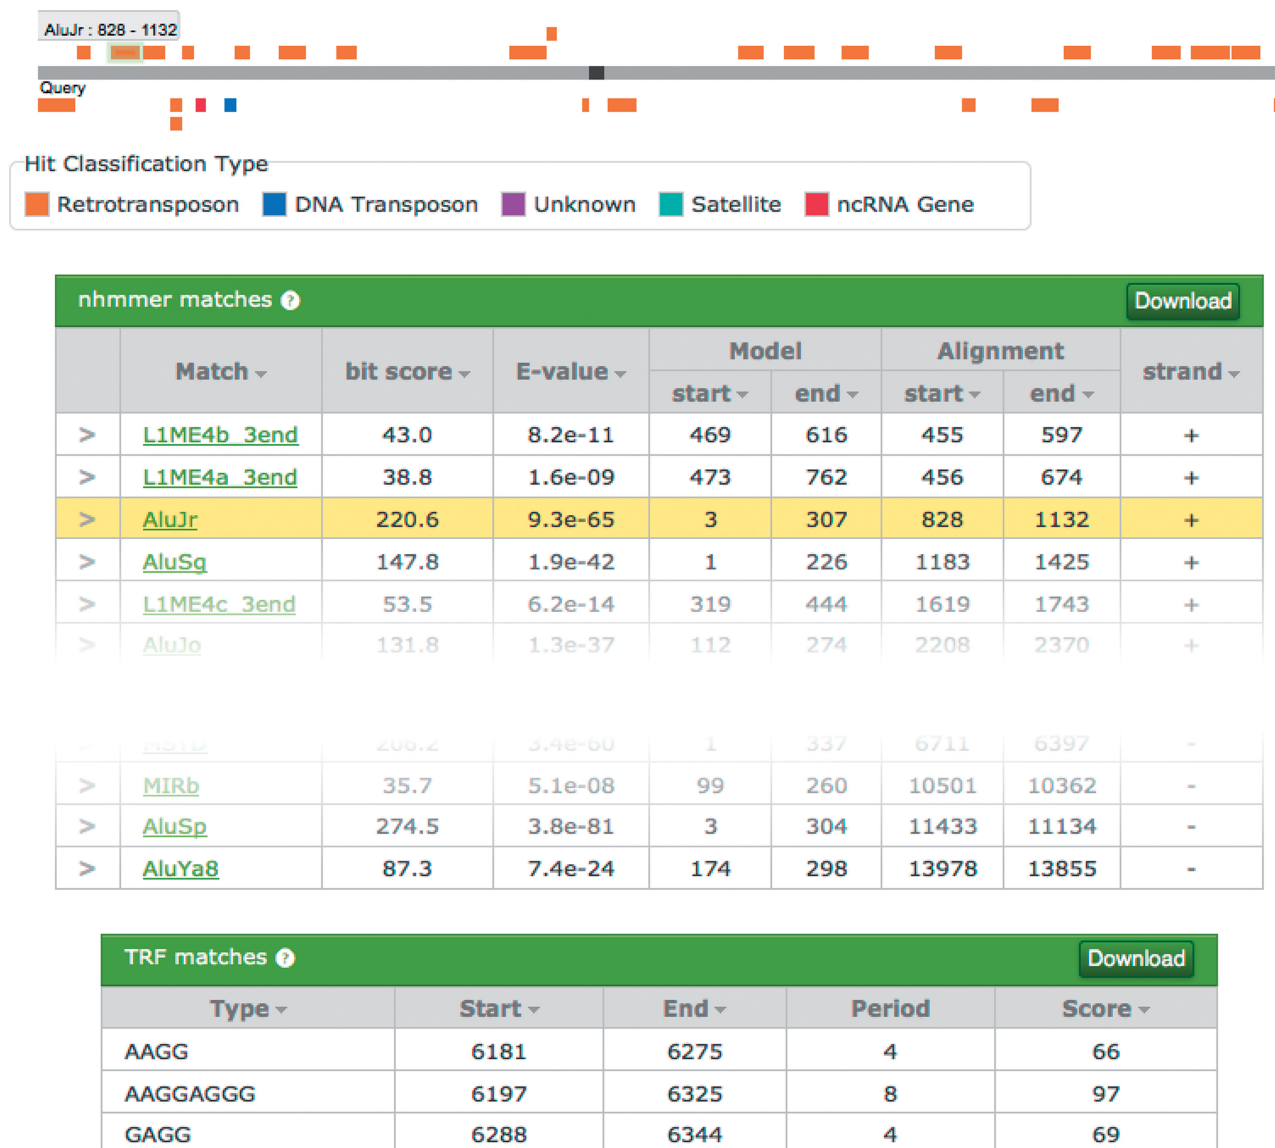 AluJr : 828 - 1132
Query
Hit Classification Type
Retrotransposon DNA Transposon Unknown Satellite ncRNA Gene
nhmmer matches ? Download
Match bit score E-value Model Alignment strand
start end start end
> L1ME4b_3end 43.0 8.2e-11 469 616 455 597 +
> L1ME4a_3end 38.8 1.6e-09 473 762 456 674 +
> AluJr 220.6 9.3e-65 3 307 828 1132 +
> AluSg 147.8 1.9e-42 1 226 1183 1425 +
> L1ME4c_3end 53.5 6.2e-14 319 444 1619 1743 +
> AluJo 131.8 1.3e-37 112 274 2208 2370 +
> 1 337 6711 6397 -
> MIRb 35.7 5.1e-08 99 260 10501 10362 -
> AluSp 274.5 3.8e-81 3 304 11433 11134 -
> AluYa8 87.3 7.4e-24 174 298 13978 13855 -
TRF matches ? Download
Type Start End Period Score
AAGG 6181 6275 4 66
AAGGAGGG 6197 6325 8 97
GAGG 6288 6344 4 69